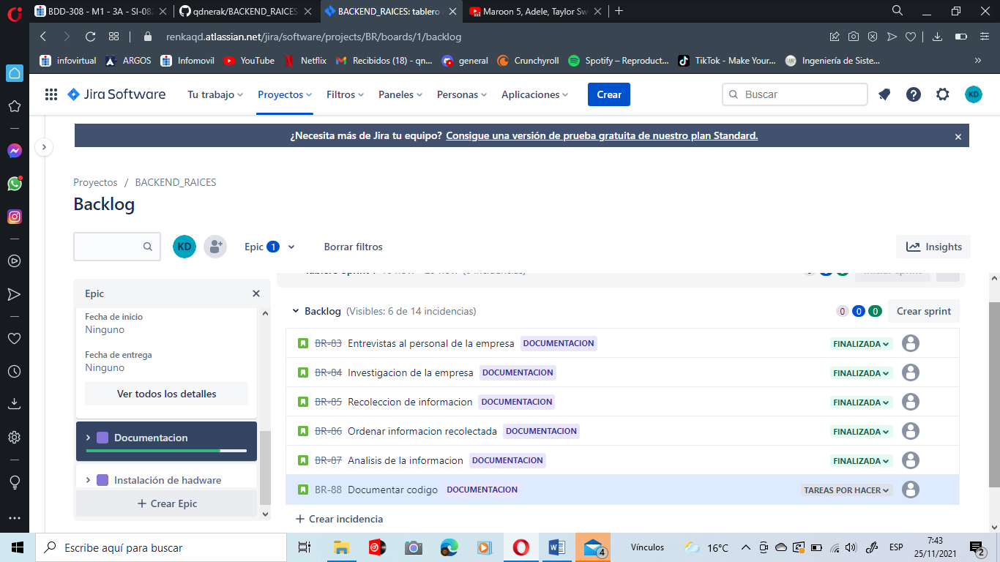 BDD-308 - M1 - 3A - SI-082
qdnerak/BACKEND_RAICES
BACKEND_RAICES: tablero
Maroon 5, Adele, Taylor Sw
renkaqd.atlassian.net/jira/software/projects/BR/boards/1/backlog
infovirtual
ARGOS
Infomovil
YouTube
Netflix
Recibidos (18) - qn...
general
Crunchyroll
Spotify – Reproduct...
TikTok - Make Your...
Ingeniería de Siste...
»
Jira Software
Tu trabajo
Proyectos
Filtros
Paneles
Personas
Aplicaciones
Crear
Buscar
KD
¿Necesita más de Jira tu equipo? Consigue una versión de prueba gratuita de nuestro plan Standard.
Proyectos / BACKEND_RAICES
Backlog
KD
Epic 1
Borrar filtros
Insights
Epic
Fecha de inicio
Ninguno
Fecha de entrega
Ninguno
Ver todos los detalles
Documentacion
Instalación de hadware
+ Crear Epic
Backlog (Visibles: 6 de 14 incidencias)
0 0 0
Crear sprint
BR-83 Entrevistas al personal de la empresa DOCUMENTACION FINALIZADA
BR-84 Investigacion de la empresa DOCUMENTACION FINALIZADA
BR-85 Recoleccion de informacion DOCUMENTACION FINALIZADA
BR-86 Ordenar informacion recolectada DOCUMENTACION FINALIZADA
BR-87 Analisis de la informacion DOCUMENTACION FINALIZADA
BR-88 Documentar codigo DOCUMENTACION TAREAS POR HACER
+ Crear incidencia
Escribe aquí para buscar
4
Vínculos
16°C
ESP
7:43
25/11/2021
2